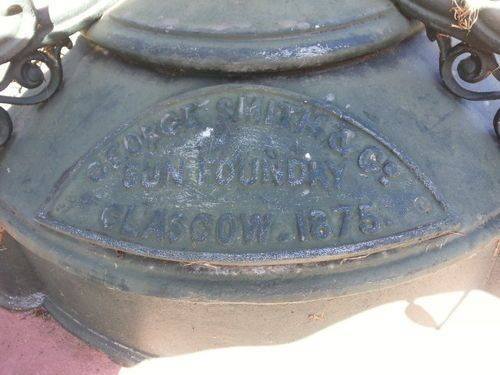 GEORGE SMITH & CO
SUN FOUNDRY
GLASGOW. 1875.